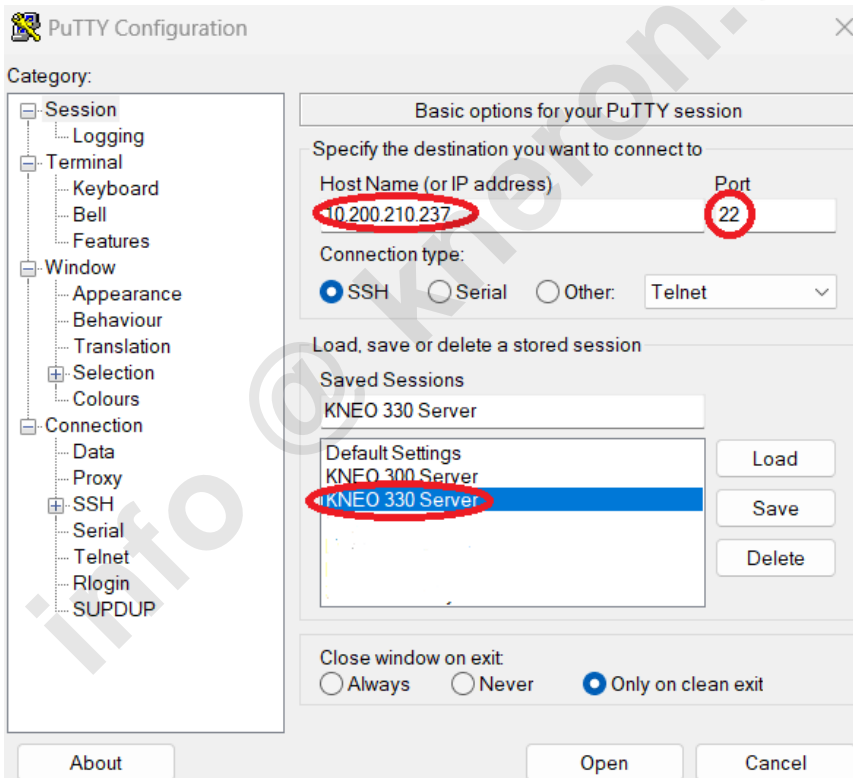 PuTTY Configuration
Category:
Session
Logging
Terminal
Keyboard
Bell
Features
Window
Appearance
Behaviour
Translation
Selection
Colours
Connection
Data
Proxy
SSH
Serial
Telnet
Rlogin
SUPDUP
Basic options for your PuTTY session
Specify the destination you want to connect to
Host Name (or IP address) Port
10.200.210.237 22
Connection type:
SSH Serial Other: Telnet
Load, save or delete a stored session
Saved Sessions
KNEO 330 Server
Default Settings
KNEO 300 Server
KNEO 330 Server
Load
Save
Delete
Close window on exit:
Always Never Only on clean exit
About Open Cancel
info @ kneron.